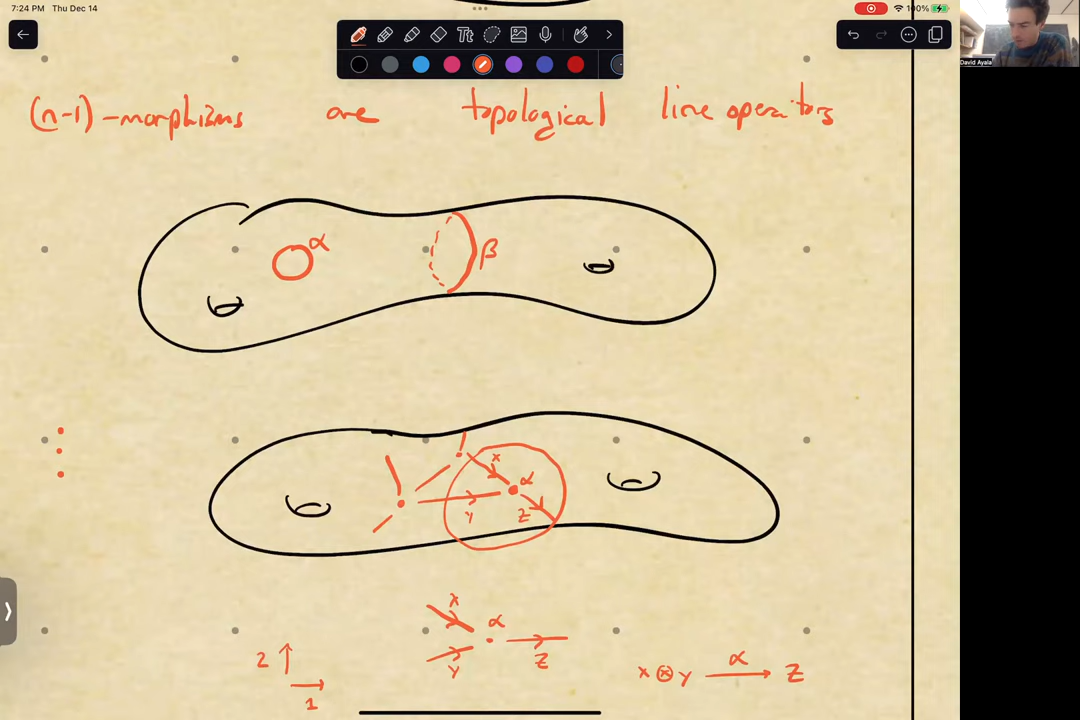 7:24 PM Thu Dec 14
100%
David Ayala
(n-1)-morphisms are topological line operators
α
β
x
α
y
z
x
α
y
z
2
1
x ⊗ y —α→ z